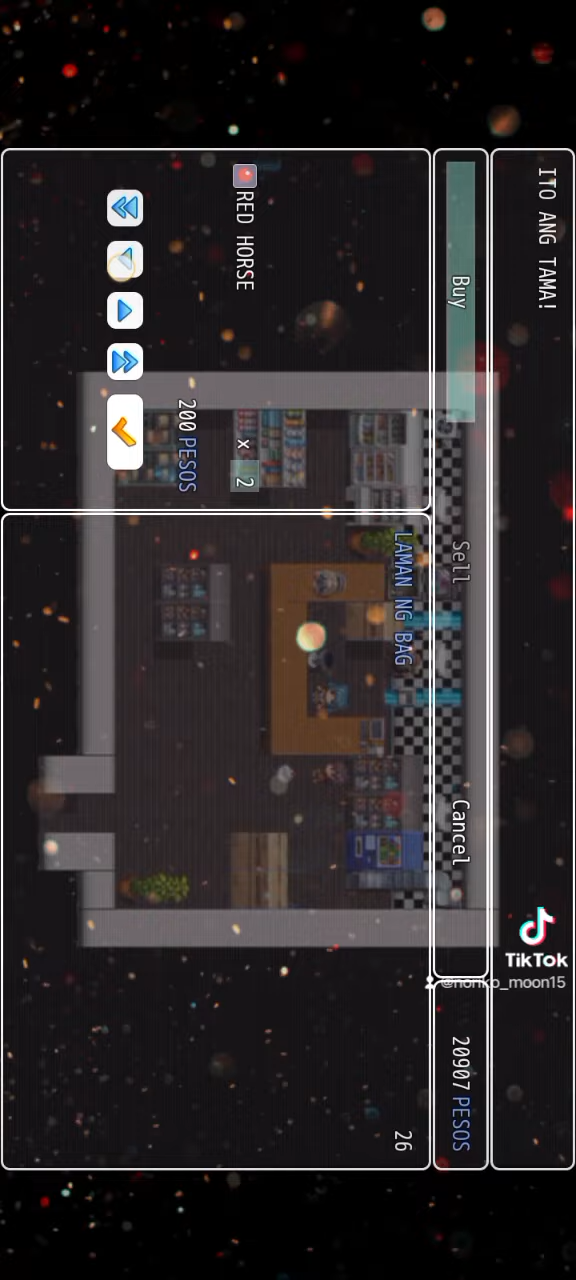 ITO ANG TAMA!
Buy Sell Cancel 20907 PESOS
RED HORSE x 2
200 PESOS
LAMAN NG BAG 26
TikTok
@noriko_moon15